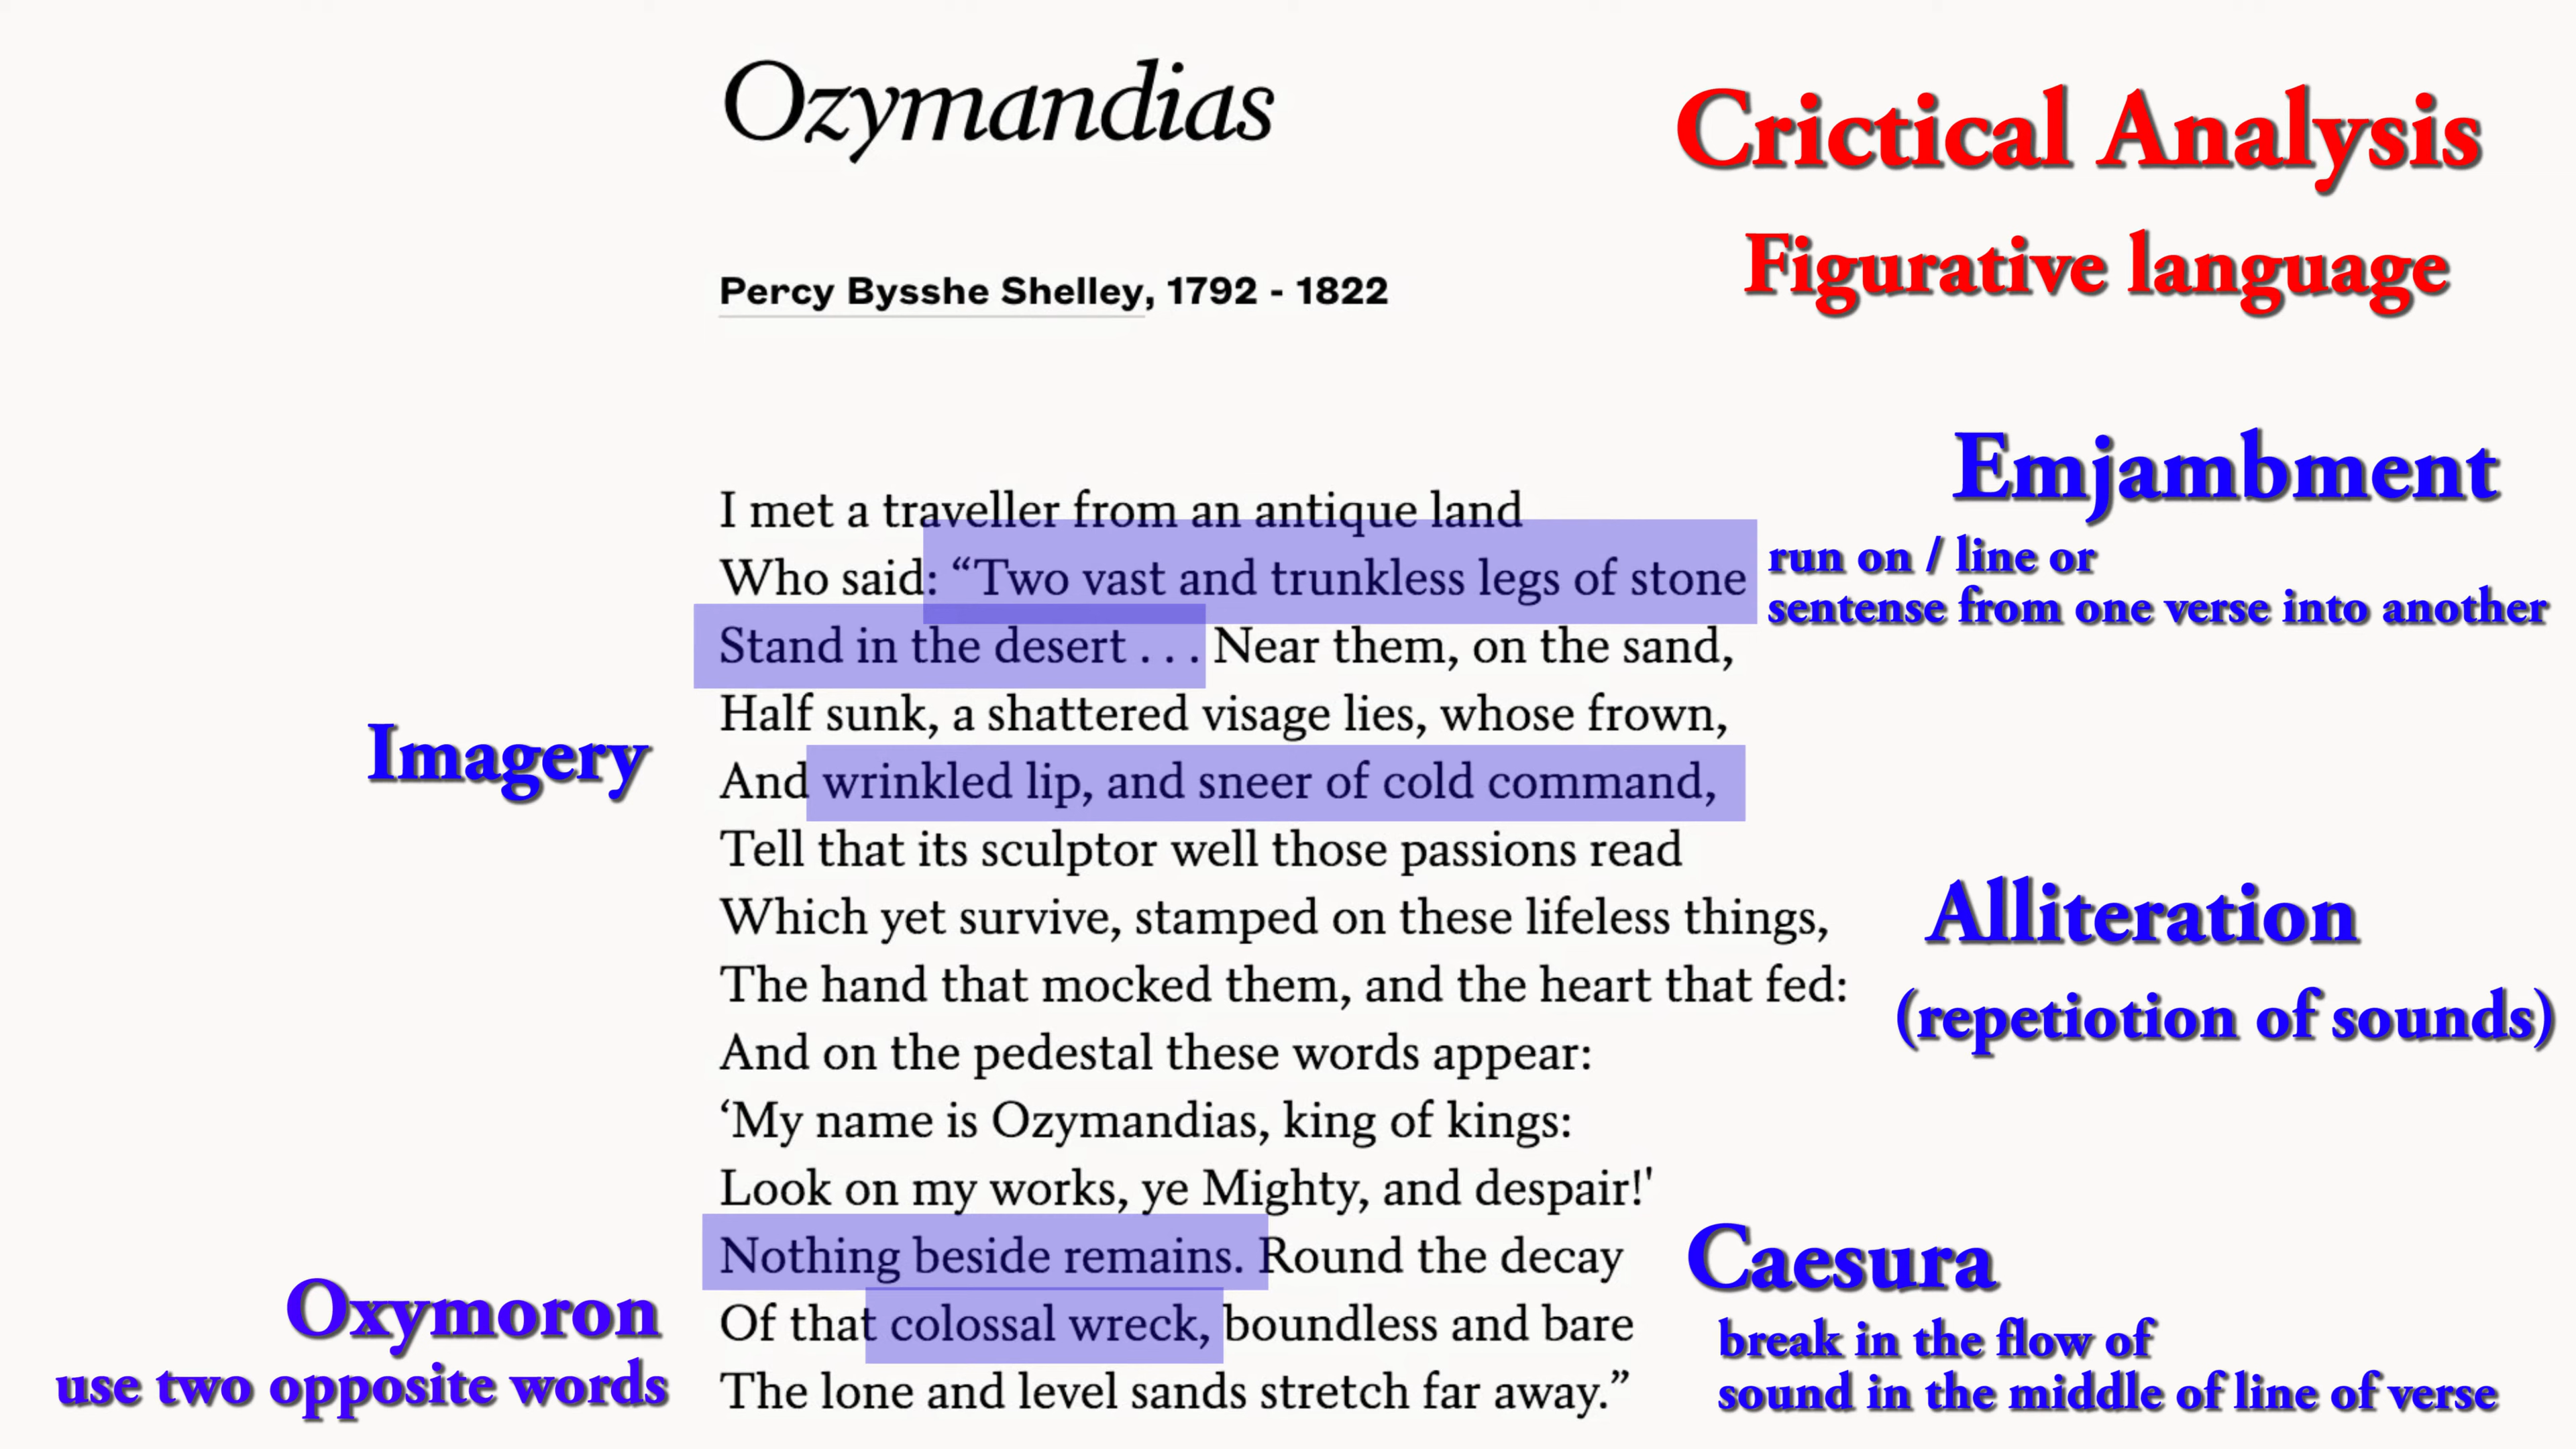 Ozymandias
Crictical Analysis
Figurative language
Percy Bysshe Shelley, 1792 - 1822
Emjambment
run on / line or
sentense from one verse into another
I met a traveller from an antique land
Who said: “Two vast and trunkless legs of stone
Stand in the desert . . . Near them, on the sand,
Half sunk, a shattered visage lies, whose frown,
Imagery
And wrinkled lip, and sneer of cold command,
Tell that its sculptor well those passions read
Which yet survive, stamped on these lifeless things,
The hand that mocked them, and the heart that fed:
Alliteration
(repetiotion of sounds)
And on the pedestal these words appear:
‘My name is Ozymandias, king of kings:
Look on my works, ye Mighty, and despair!'
Nothing beside remains. Round the decay
Of that colossal wreck, boundless and bare
The lone and level sands stretch far away.”
Oxymoron
use two opposite words
Caesura
break in the flow of
sound in the middle of line of verse